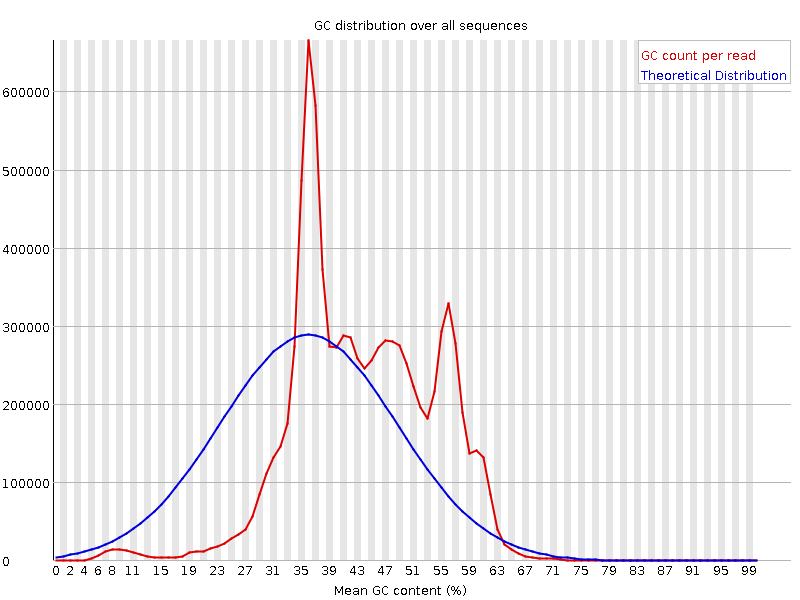 GC distribution over all sequences
GC count per read
Theoretical Distribution
600000
500000
400000
300000
200000
100000
0
0 2 4 6 8 11 15 19 23 27 31 35 39 43 47 51 55 59 63 67 71 75 79 83 87 91 95 99
Mean GC content (%)